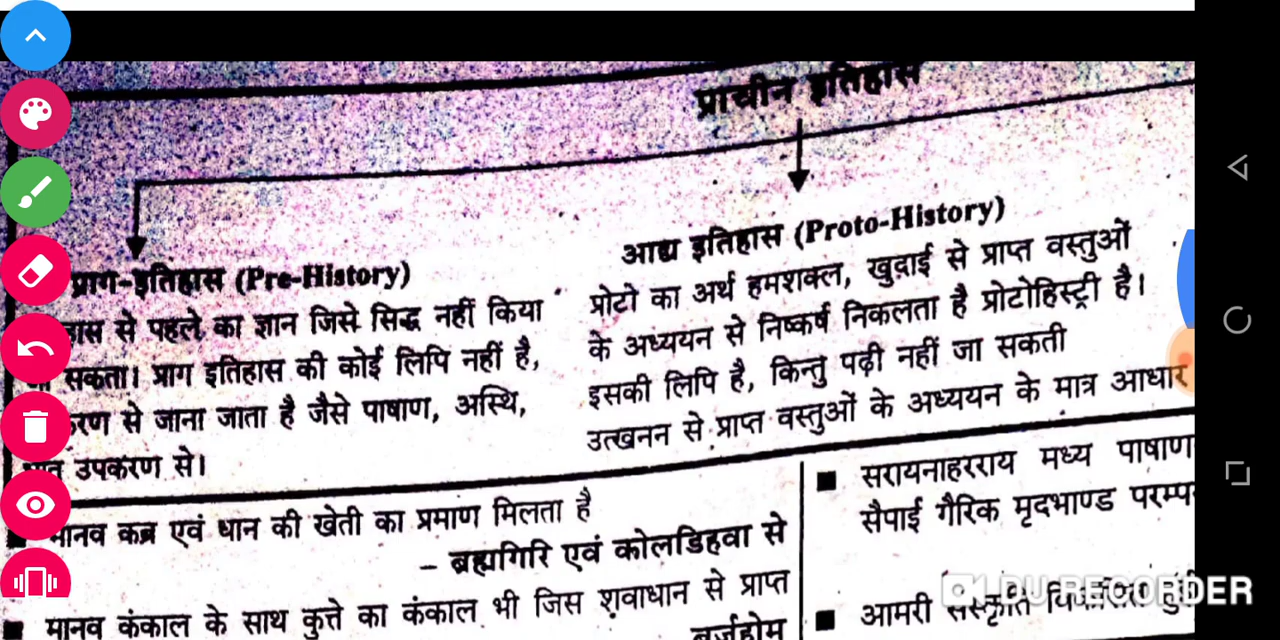 प्राचीन इतिहास
प्राग-इतिहास (Pre-History)
से पहले का ज्ञान जिसे सिद्ध नहीं किया
सकता। प्राग इतिहास की कोई लिपि नहीं है,
से जाना जाता है जैसे पाषाण, अस्थि,
उपकरण से।
आद्य इतिहास (Proto-History)
प्रोटो का अर्थ हमशक्ल, खुदाई से प्राप्त वस्तुओं
के अध्ययन से निष्कर्ष निकलता है प्रोटोहिस्ट्री है।
इसकी लिपि है, किन्तु पढ़ी नहीं जा सकती
उत्खनन से प्राप्त वस्तुओं के अध्ययन के मात्र आधार
मानव कब्र एवं धान की खेती का प्रमाण मिलता है
– ब्रह्मगिरि एवं कोलडिहवा से
■ मानव कंकाल के साथ कुत्ते का कंकाल भी जिस शवाधान से प्राप्त
बुर्जहोम
■ सरायनाहरराय मध्य पाषाण
सैपाई गैरिक मृदभाण्ड
■ आमरी संस्कृति
DU RECORDER